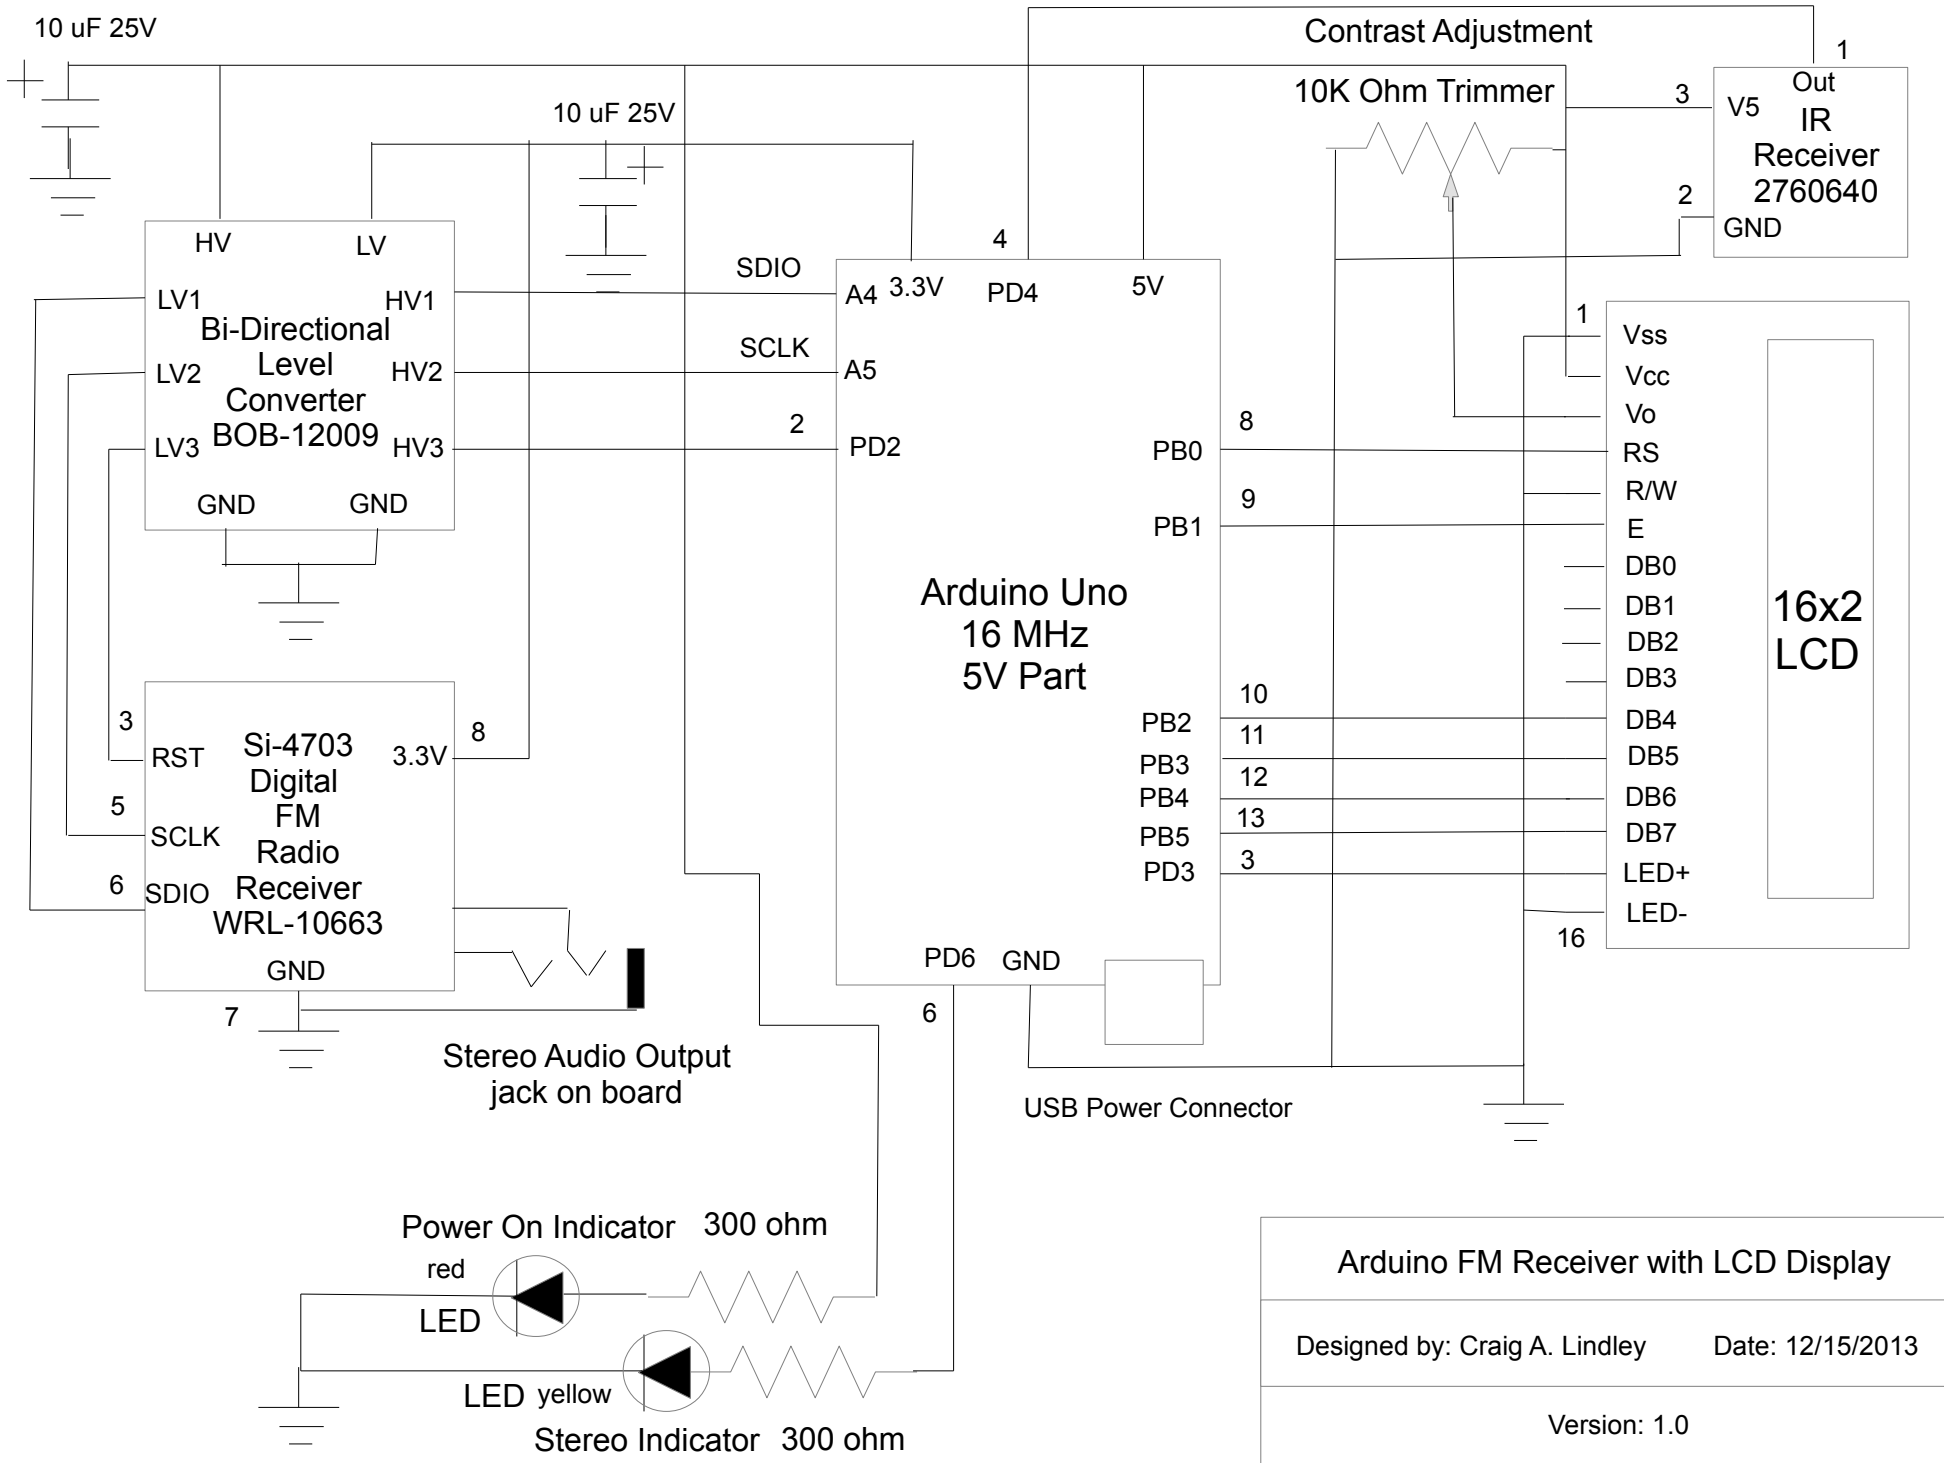 10 uF 25V
Contrast Adjustment
10K Ohm Trimmer
10 uF 25V
1
Out
3
V5
IR
Receiver
2760640
2
GND
HV
LV
LV1
HV1
Bi-Directional
Level
Converter
BOB-12009
LV2
HV2
LV3
HV3
GND
GND
SDIO
SCLK
2
4
A4
3.3V
PD4
5V
A5
PD2
PB0
8
PB1
9
Arduino Uno
16 MHz
5V Part
PB2
10
PB3
11
PB4
12
PB5
13
PD3
3
PD6
GND
6
USB Power Connector
1
Vss
Vcc
Vo
RS
R/W
E
DB0
DB1
DB2
DB3
DB4
DB5
DB6
DB7
LED+
LED-
16
16x2
LCD
3
RST
5
SCLK
6
SDIO
Si-4703
Digital
FM
Radio
Receiver
WRL-10663
3.3V
8
GND
7
Stereo Audio Output
jack on board
Power On Indicator
300 ohm
red
LED
LED
yellow
Stereo Indicator
300 ohm
Arduino FM Receiver with LCD Display
Designed by: Craig A. Lindley
Date: 12/15/2013
Version: 1.0